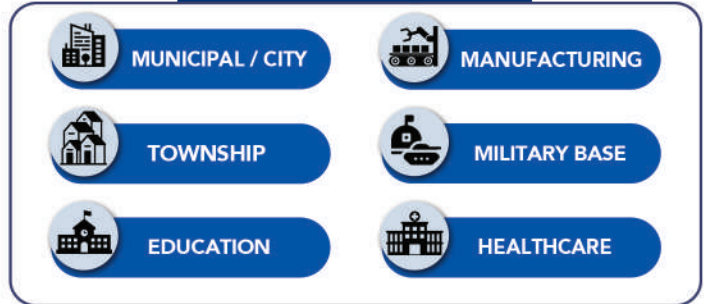 MUNICIPAL / CITY
MANUFACTURING
TOWNSHIP
MILITARY BASE
EDUCATION
HEALTHCARE